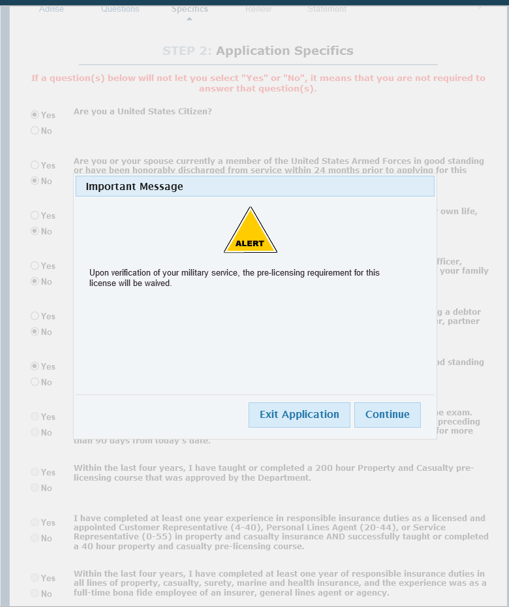 Admin
Questions
Specifics
Review
Statement
STEP 2: Application Specifics
If a question(s) below will not let you select "Yes" or "No", it means that you are not required to
answer that question(s).
Yes
Are you a United States Citizen?
No
Yes
Are you or your spouse currently a member of the United States Armed Forces in good standing
or have been honorably discharged from service within 24 months prior to applying for this
No
Important Message
Yes
own life,
No
ALERT
Yes
your family
No
Upon verification of your military service, the pre-licensing requirement for this
license will be waived.
Yes
g a debtor
No
partner
Yes
standing
No
Exit Application
Continue
Yes
exam.
preceding
No
for more
than 90 days from today's date.
Yes
Within the last four years, I have taught or completed a 200 hour Property and Casualty pre-
licensing course that was approved by the Department.
No
Yes
I have completed at least one year experience in responsible insurance duties as a licensed and
appointed Customer Representative (4-40), Personal Lines Agent (20-44), or Service
No
Representative (0-55) in property and casualty insurance AND successfully taught or completed
a 40 hour property and casualty pre-licensing course.
Yes
Within the last four years, I have completed at least one year of responsible insurance duties in
all lines of property, casualty, surety, marine and health insurance, and the experience was as a
No
full-time bona fide employee of an insurer, general lines agent or agency.